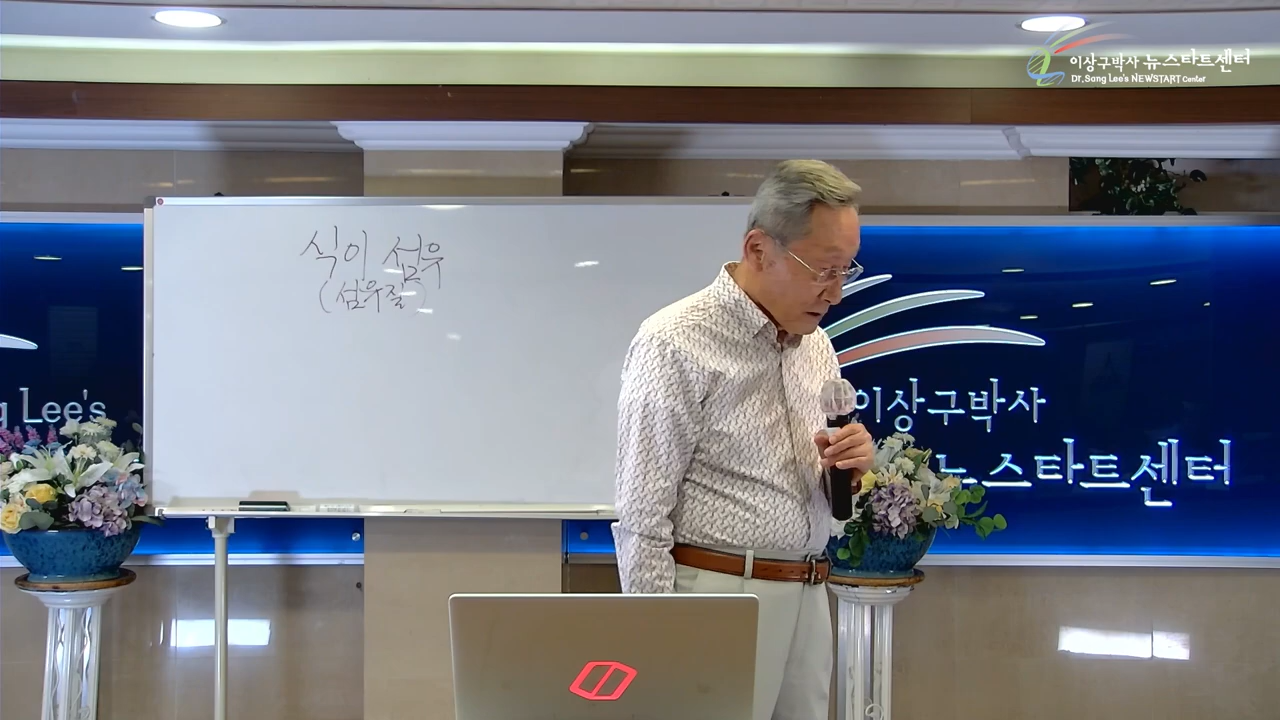 이상구박사 뉴스타트센터
Dr.Sang Lee's NEWSTART Center
식이 섬유
(섬유질)
g Lee's
이상구박사
뉴스타트센터